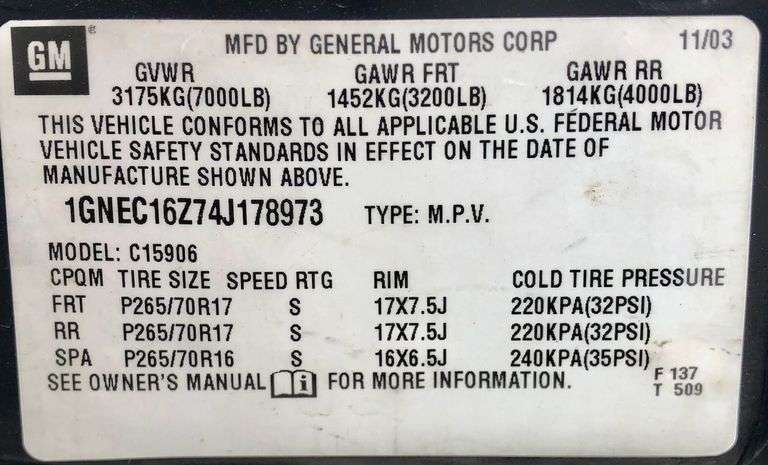 GM ® MFD BY GENERAL MOTORS CORP 11/03
GVWR GAWR FRT GAWR RR
3175KG(7000LB) 1452KG(3200LB) 1814KG(4000LB)
THIS VEHICLE CONFORMS TO ALL APPLICABLE U.S. FEDERAL MOTOR
VEHICLE SAFETY STANDARDS IN EFFECT ON THE DATE OF
MANUFACTURE SHOWN ABOVE.
1GNEC16Z74J178973 TYPE: M.P.V.
MODEL: C15906
CPQM TIRE SIZE SPEED RTG RIM COLD TIRE PRESSURE
FRT P265/70R17 S 17X7.5J 220KPA(32PSI)
RR P265/70R17 S 17X7.5J 220KPA(32PSI)
SPA P265/70R16 S 16X6.5J 240KPA(35PSI)
SEE OWNER'S MANUAL i FOR MORE INFORMATION. F 137
T 509